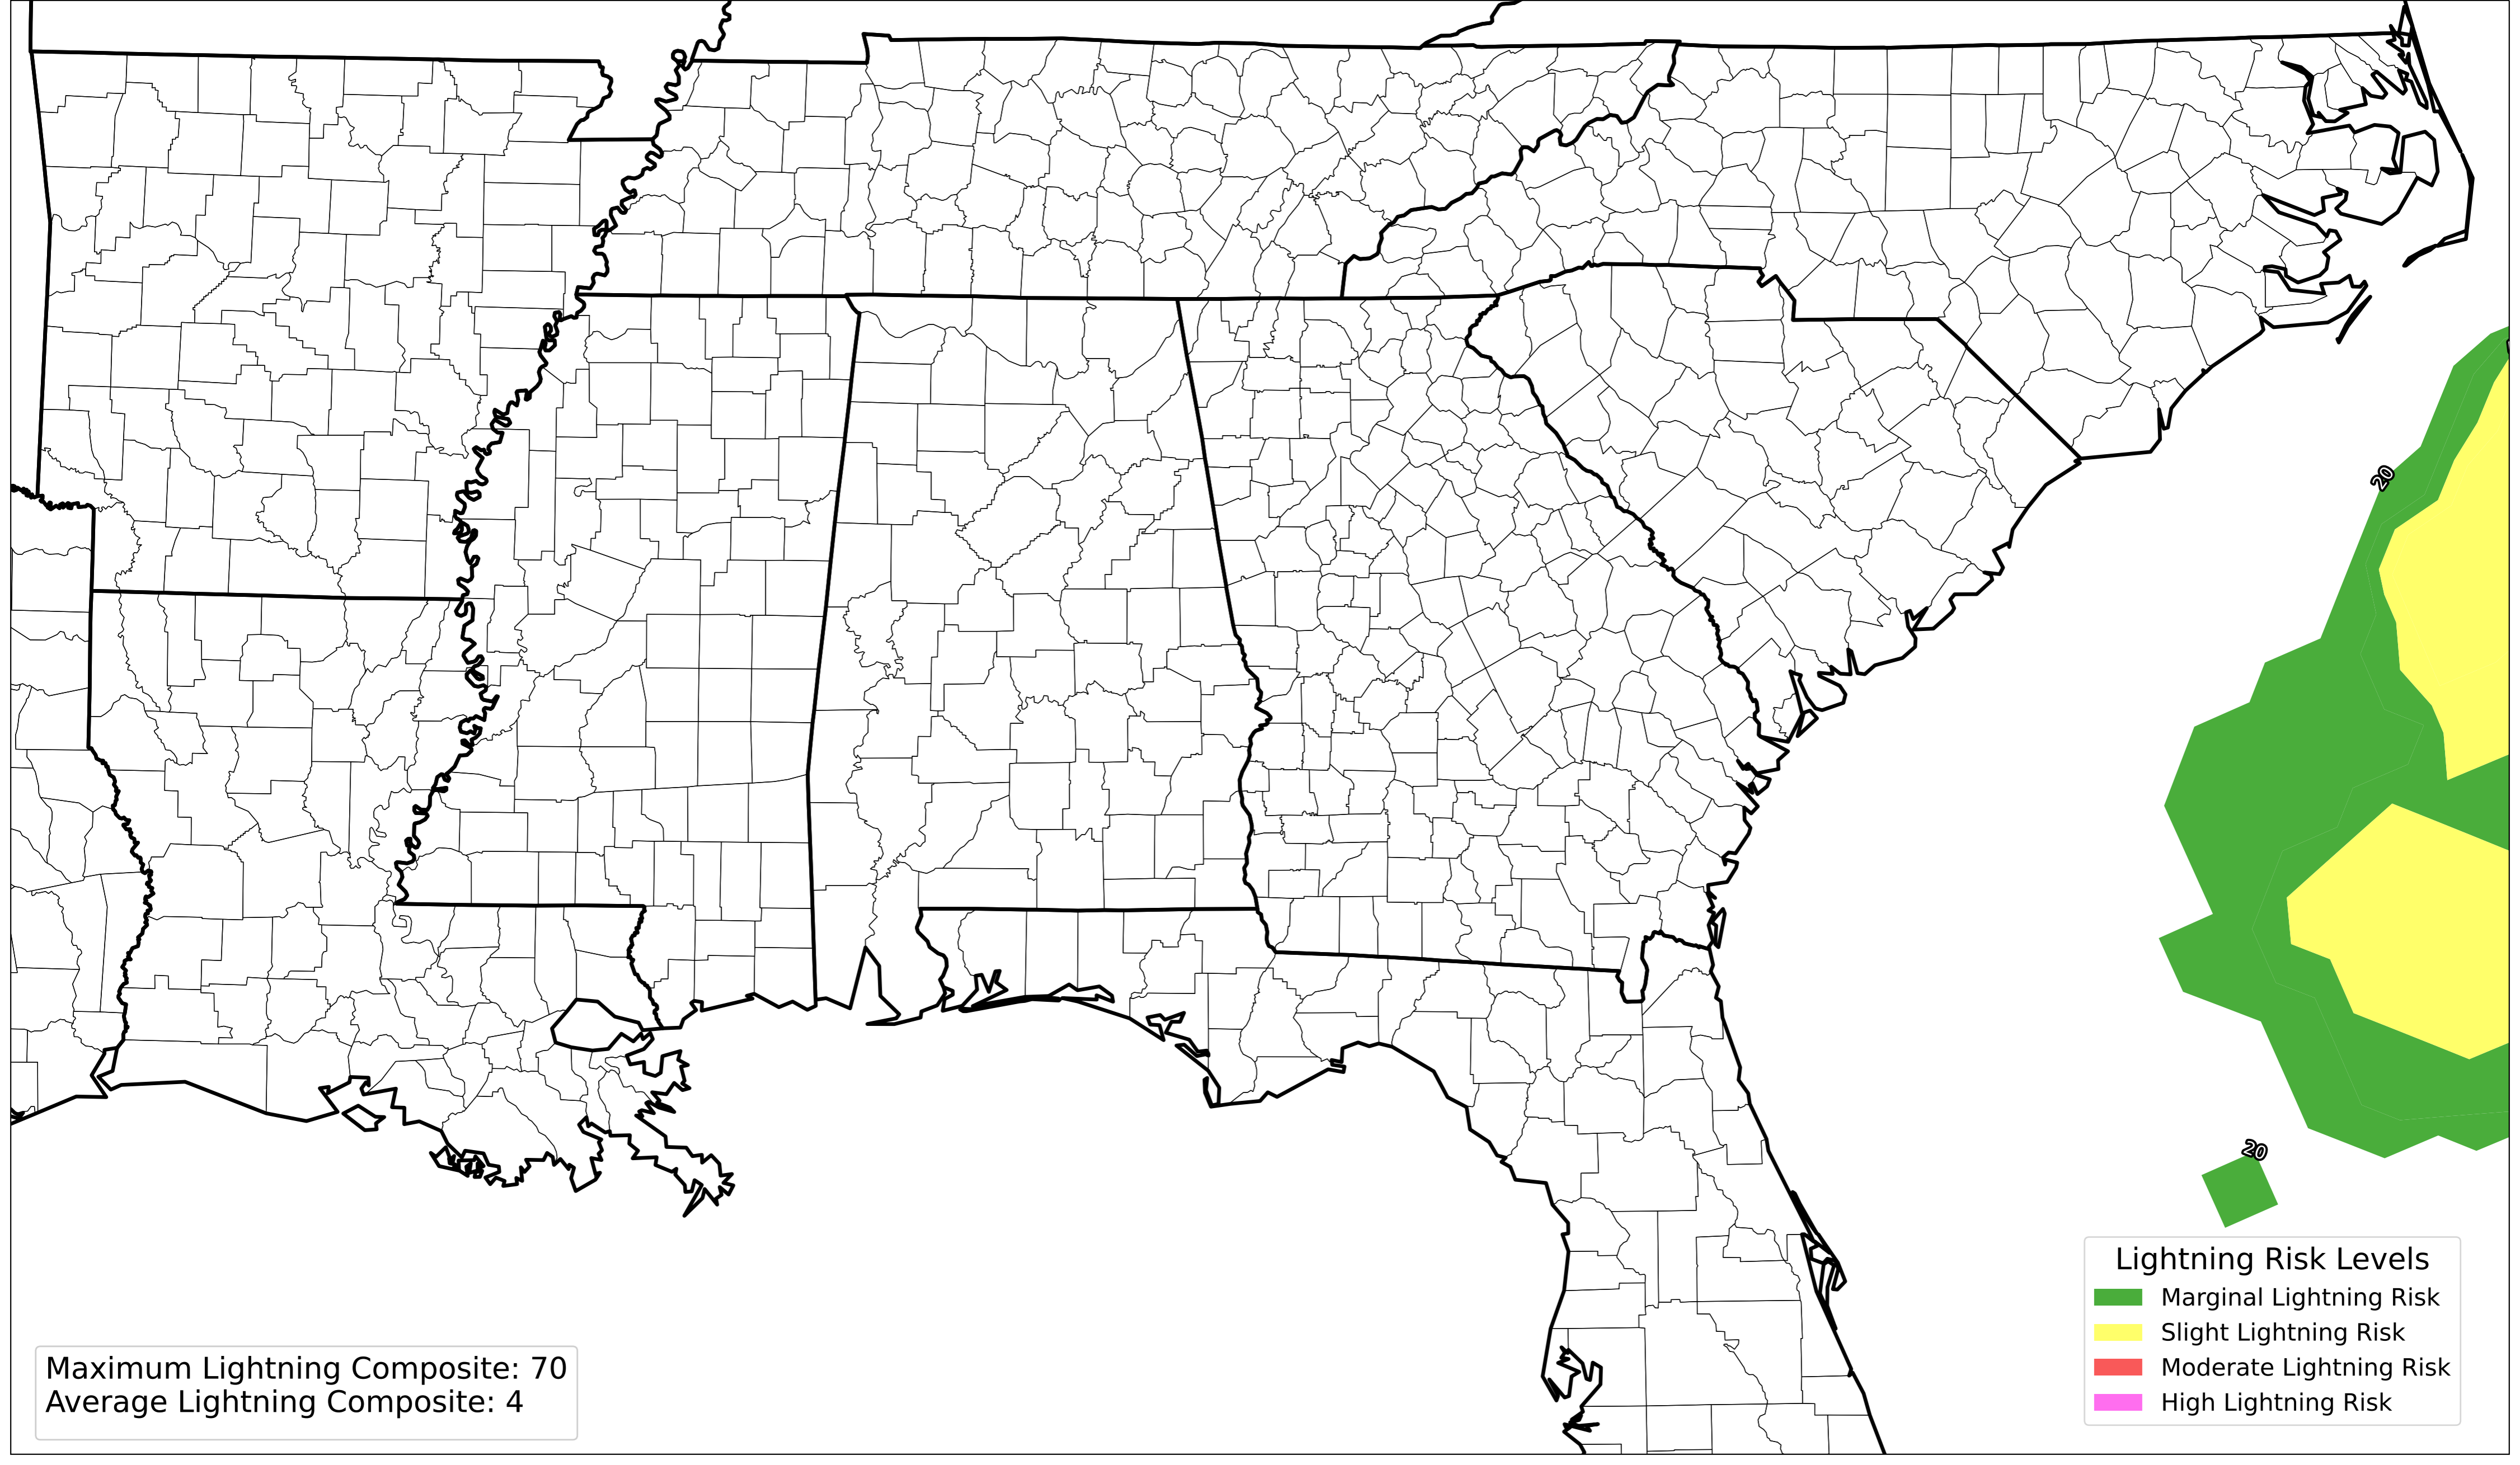 20
20
Lightning Risk Levels
Marginal Lightning Risk
Slight Lightning Risk
Moderate Lightning Risk
High Lightning Risk
Maximum Lightning Composite: 70
Average Lightning Composite: 4